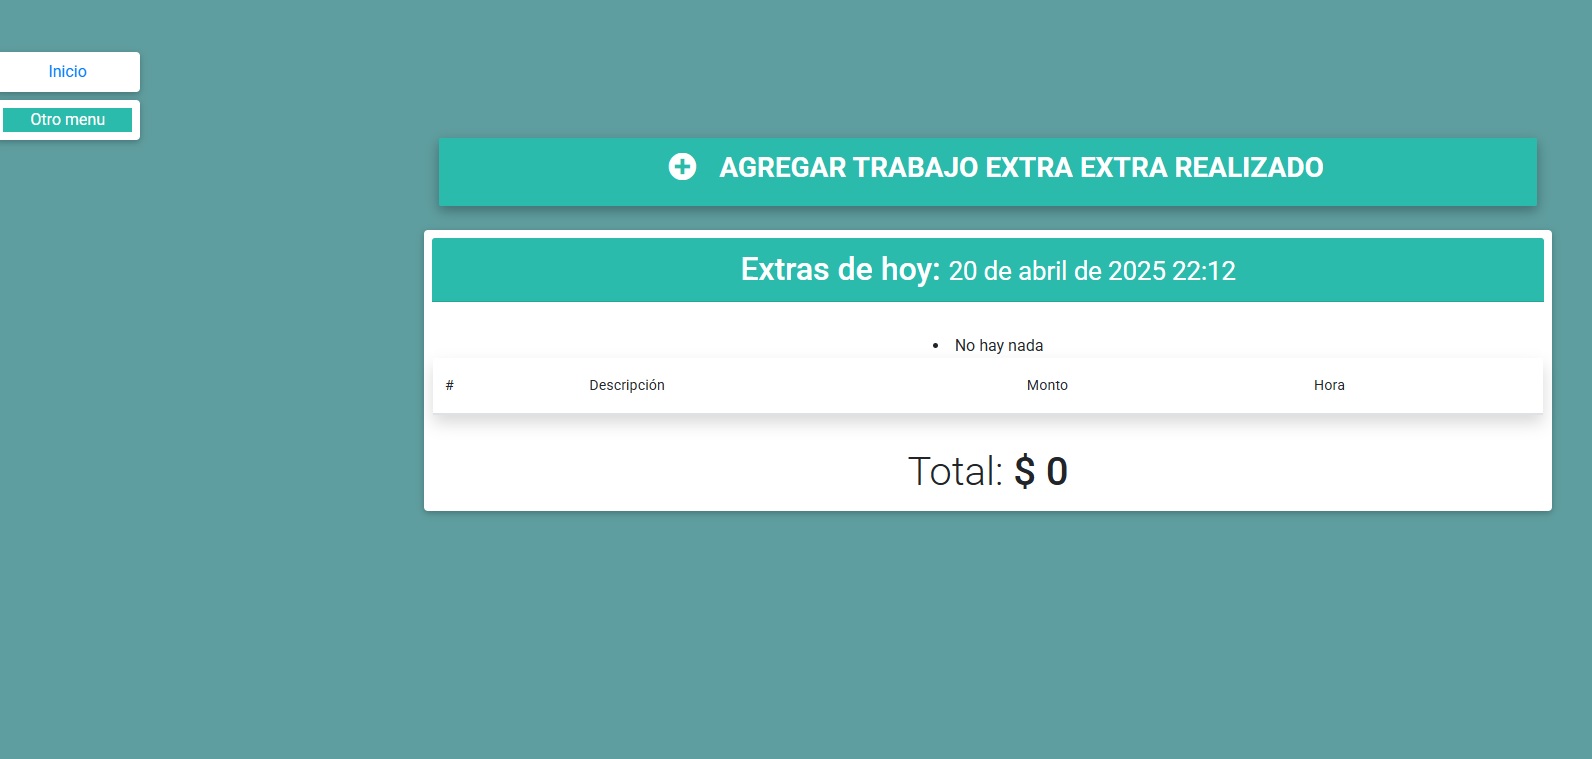 Inicio
Otro menu
AGREGAR TRABAJO EXTRA EXTRA REALIZADO
Extras de hoy: 20 de abril de 2025 22:12
• No hay nada
# Descripción Monto Hora
Total: $ 0